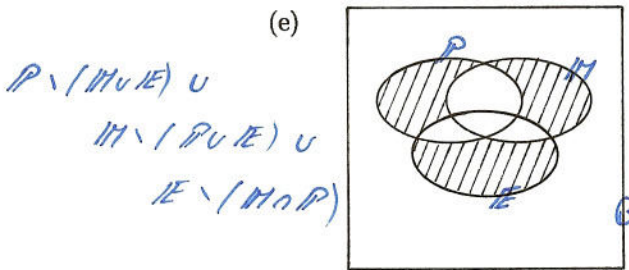 (e)
ℙ \ (𝕄 ∪ 𝔼) ∪
𝕄 \ (ℙ ∪ 𝔼) ∪
𝔼 \ (𝕄 ∩ ℙ)
ℙ
𝕄
𝔼